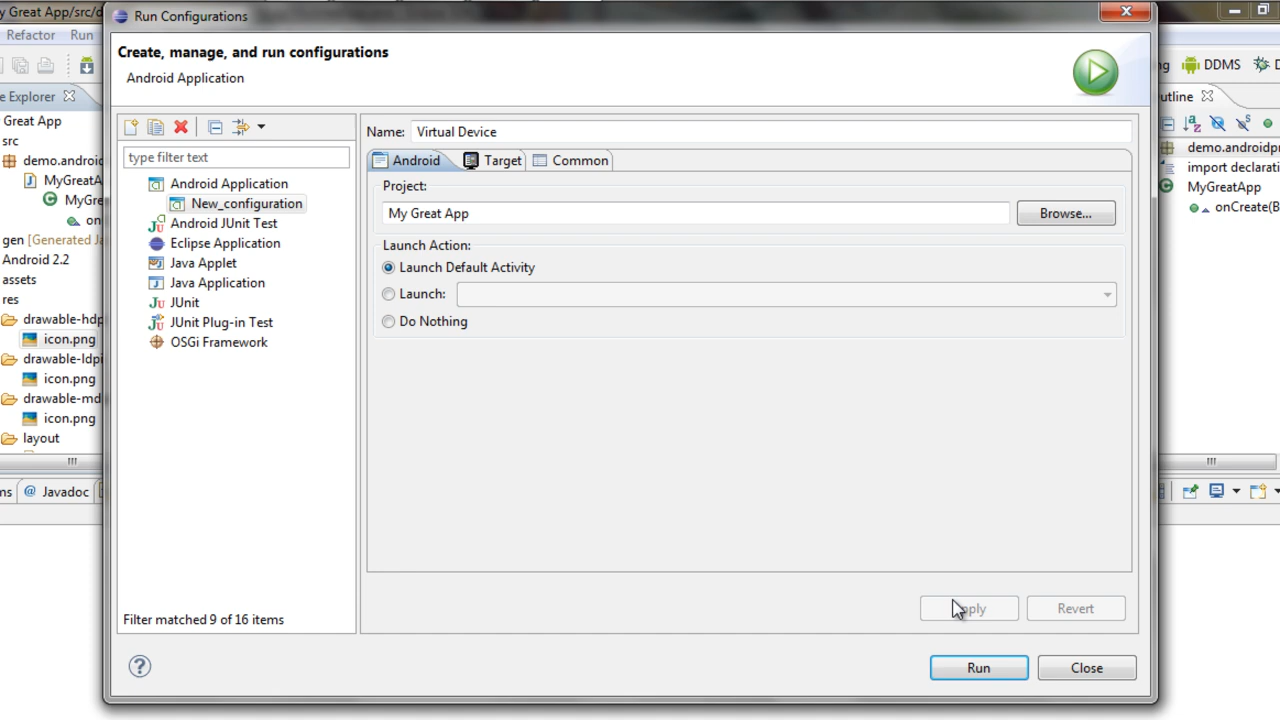 y Great App/src/d
Run Configurations
Refactor Run
Create, manage, and run configurations
Android Application
DDMS
e Explorer
utline
Great App
src
demo.android
MyGreatA
MyGre
on
gen [Generated Ja
Android 2.2
assets
res
drawable-hdp
icon.png
drawable-ldpi
icon.png
drawable-md
icon.png
layout
ms @ Javadoc
type filter text
Android Application
New_configuration
Android JUnit Test
Eclipse Application
Java Applet
Java Application
JUnit
JUnit Plug-in Test
OSGi Framework
Filter matched 9 of 16 items
Name: Virtual Device
Android Target Common
Project:
My Great App
Browse...
Launch Action:
Launch Default Activity
Launch:
Do Nothing
Apply Revert
Run Close
demo.androidpr
import declaratio
MyGreatApp
onCreate(B